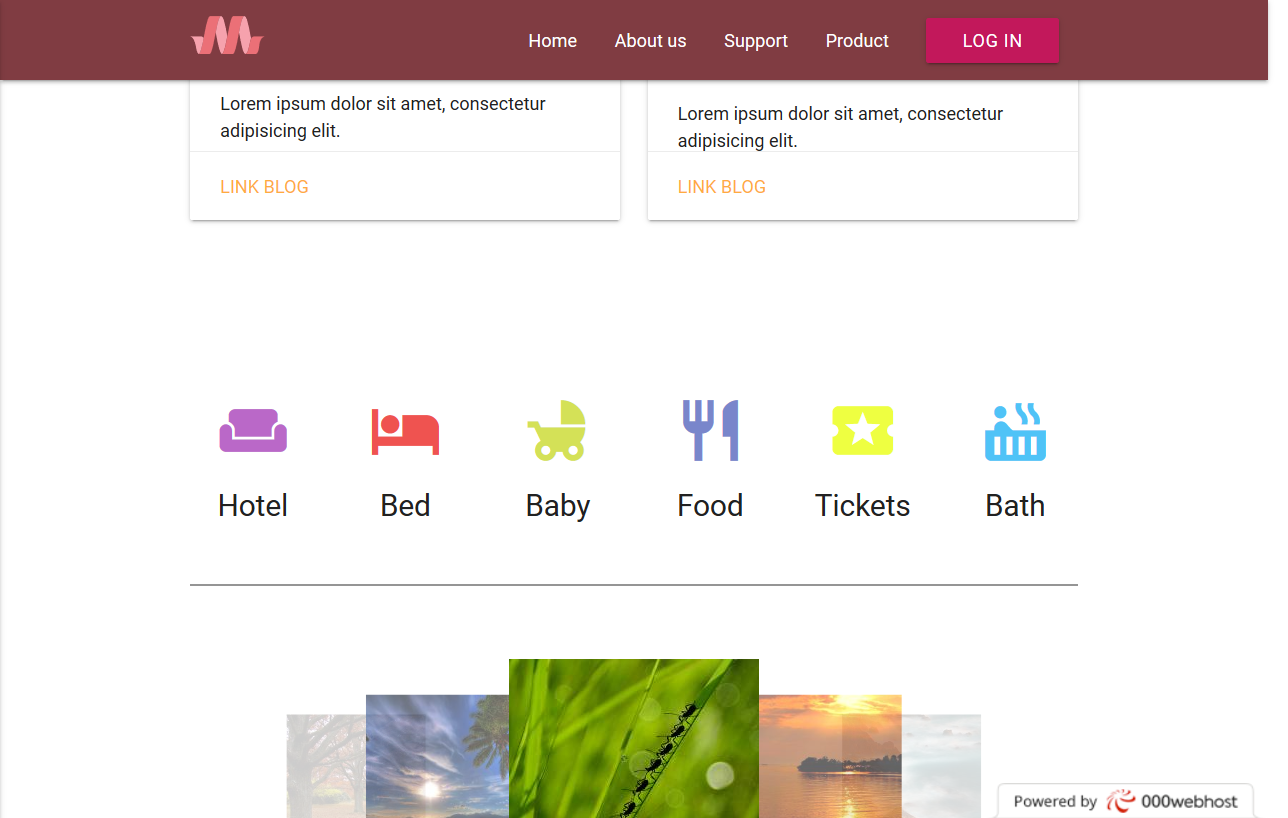 Home About us Support Product LOG IN
Lorem ipsum dolor sit amet, consectetur
adipisicing elit.
LINK BLOG
Lorem ipsum dolor sit amet, consectetur
adipisicing elit.
LINK BLOG
Hotel Bed Baby Food Tickets Bath
Powered by 000webhost